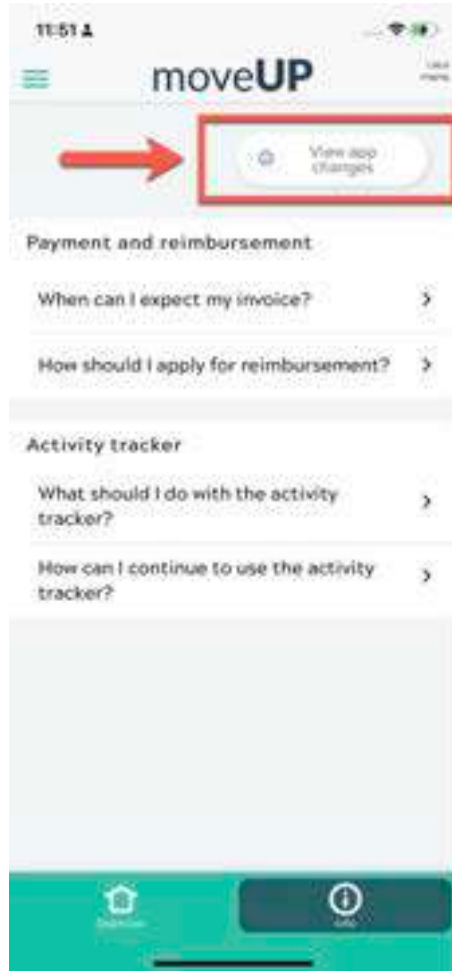 11:51
moveUP
View app
changes
Payment and reimbursement
When can I expect my invoice?
How should I apply for reimbursement?
Activity tracker
What should I do with the activity
tracker?
How can I continue to use the activity
tracker?
Info